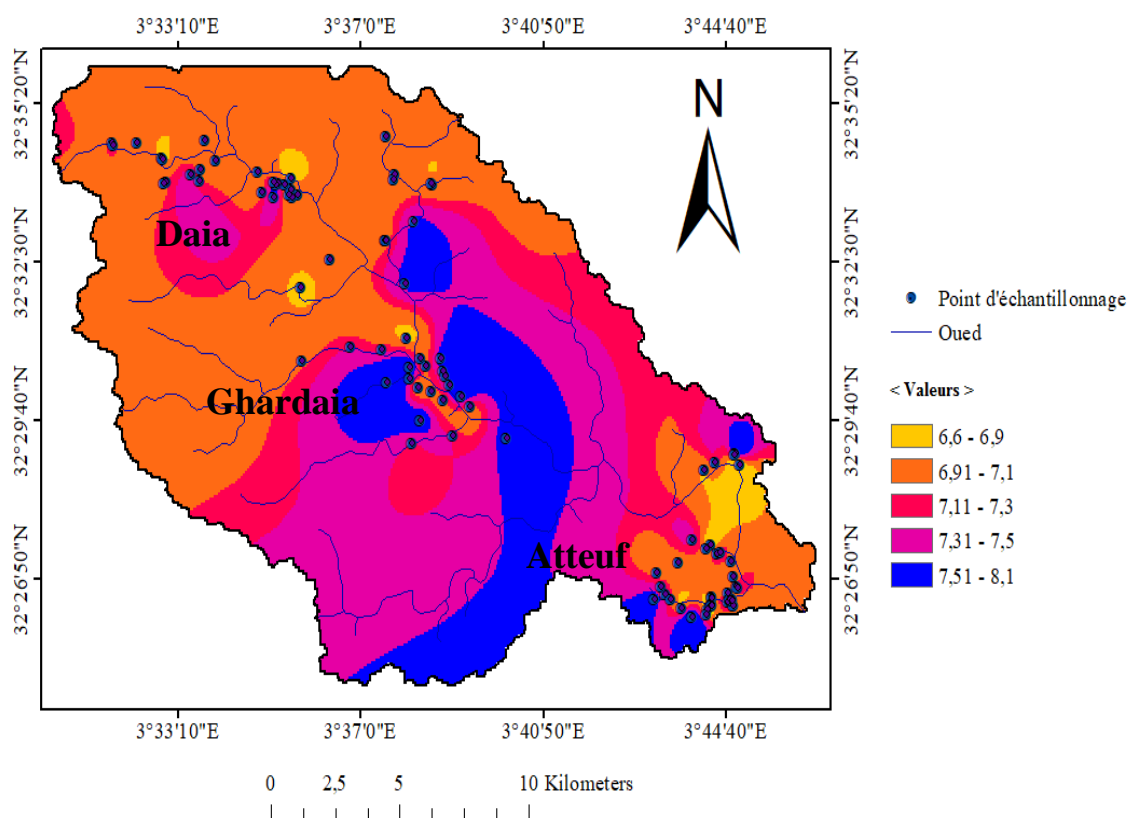 3°33'10"E 3°37'0"E 3°40'50"E 3°44'40"E
32°35'20"N 32°35'20"N
N
Daia
32°32'30"N 32°32'30"N
Point d'échantillonnage
Oued
Ghardaia
< Valeurs >
32°29'40"N 32°29'40"N
6,6 - 6,9
6,91 - 7,1
7,11 - 7,3
7,31 - 7,5
7,51 - 8,1
Atteuf
32°26'50"N 32°26'50"N
3°33'10"E 3°37'0"E 3°40'50"E 3°44'40"E
0 2,5 5 10 Kilometers